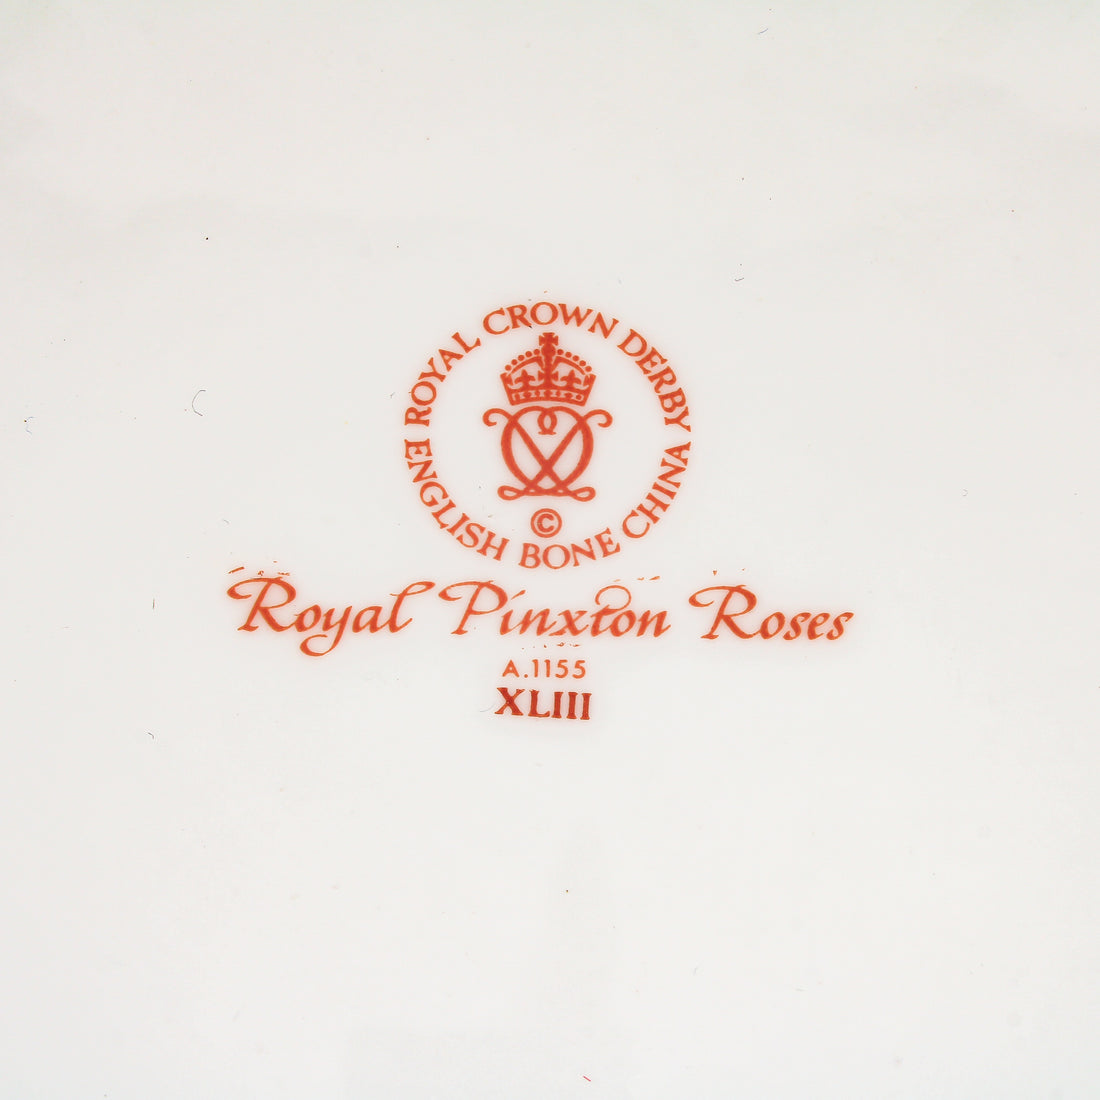 ROYAL CROWN DERBY
ENGLISH BONE CHINA
©
Royal Pinxton Roses
A.1155
XLIII